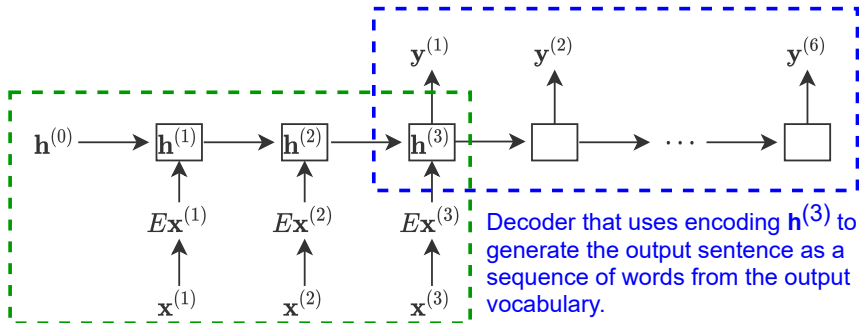 y^(1) y^(2) y^(6)
h^(0) h^(1) h^(2) h^(3) ···
Ex^(1) Ex^(2) Ex^(3)
x^(1) x^(2) x^(3)
Decoder that uses encoding h^(3) to
generate the output sentence as a
sequence of words from the output
vocabulary.